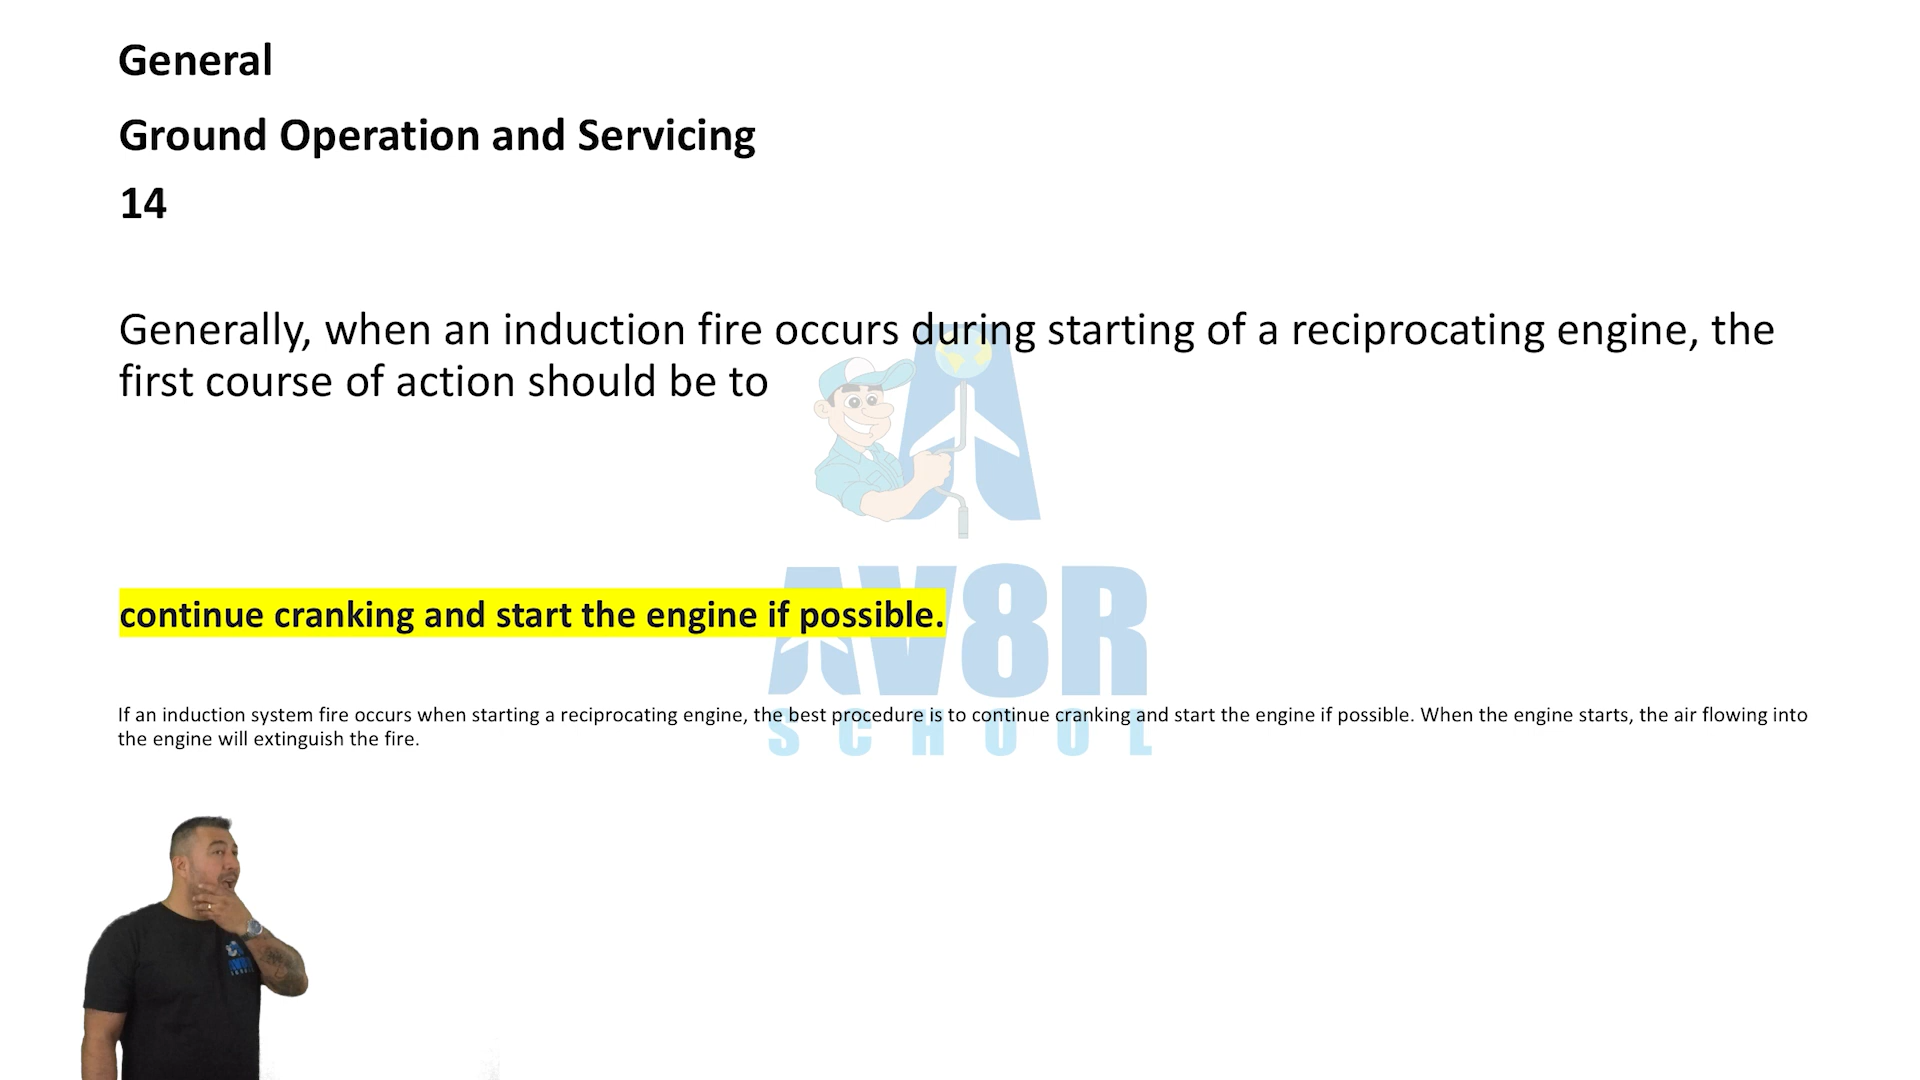 General
Ground Operation and Servicing
14
Generally, when an induction fire occurs during starting of a reciprocating engine, the
first course of action should be to
continue cranking and start the engine if possible.
AV8R
SCHOOL
If an induction system fire occurs when starting a reciprocating engine, the best procedure is to continue cranking and start the engine if possible. When the engine starts, the air flowing into
the engine will extinguish the fire.